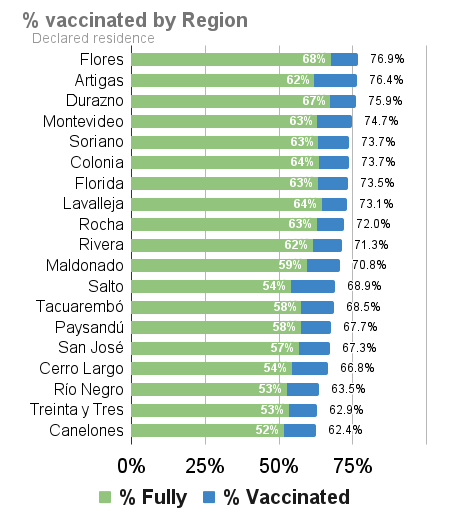 % vaccinated by Region
Declared residence
Flores 68% 76.9%
Artigas 62% 76.4%
Durazno 67% 75.9%
Montevideo 63% 74.7%
Soriano 63% 73.7%
Colonia 64% 73.7%
Florida 63% 73.5%
Lavalleja 64% 73.1%
Rocha 63% 72.0%
Rivera 62% 71.3%
Maldonado 59% 70.8%
Salto 54% 68.9%
Tacuarembó 58% 68.5%
Paysandú 58% 67.7%
San José 57% 67.3%
Cerro Largo 54% 66.8%
Río Negro 53% 63.5%
Treinta y Tres 53% 62.9%
Canelones 52% 62.4%
0% 25% 50% 75%
% Fully % Vaccinated